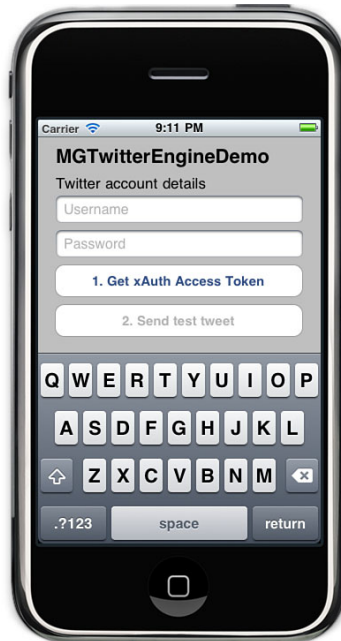 Carrier 9:11 PM
MGTwitterEngineDemo
Twitter account details
Username
Password
1. Get xAuth Access Token
2. Send test tweet
Q W E R T Y U I O P
A S D F G H J K L
Z X C V B N M
.?123 space return